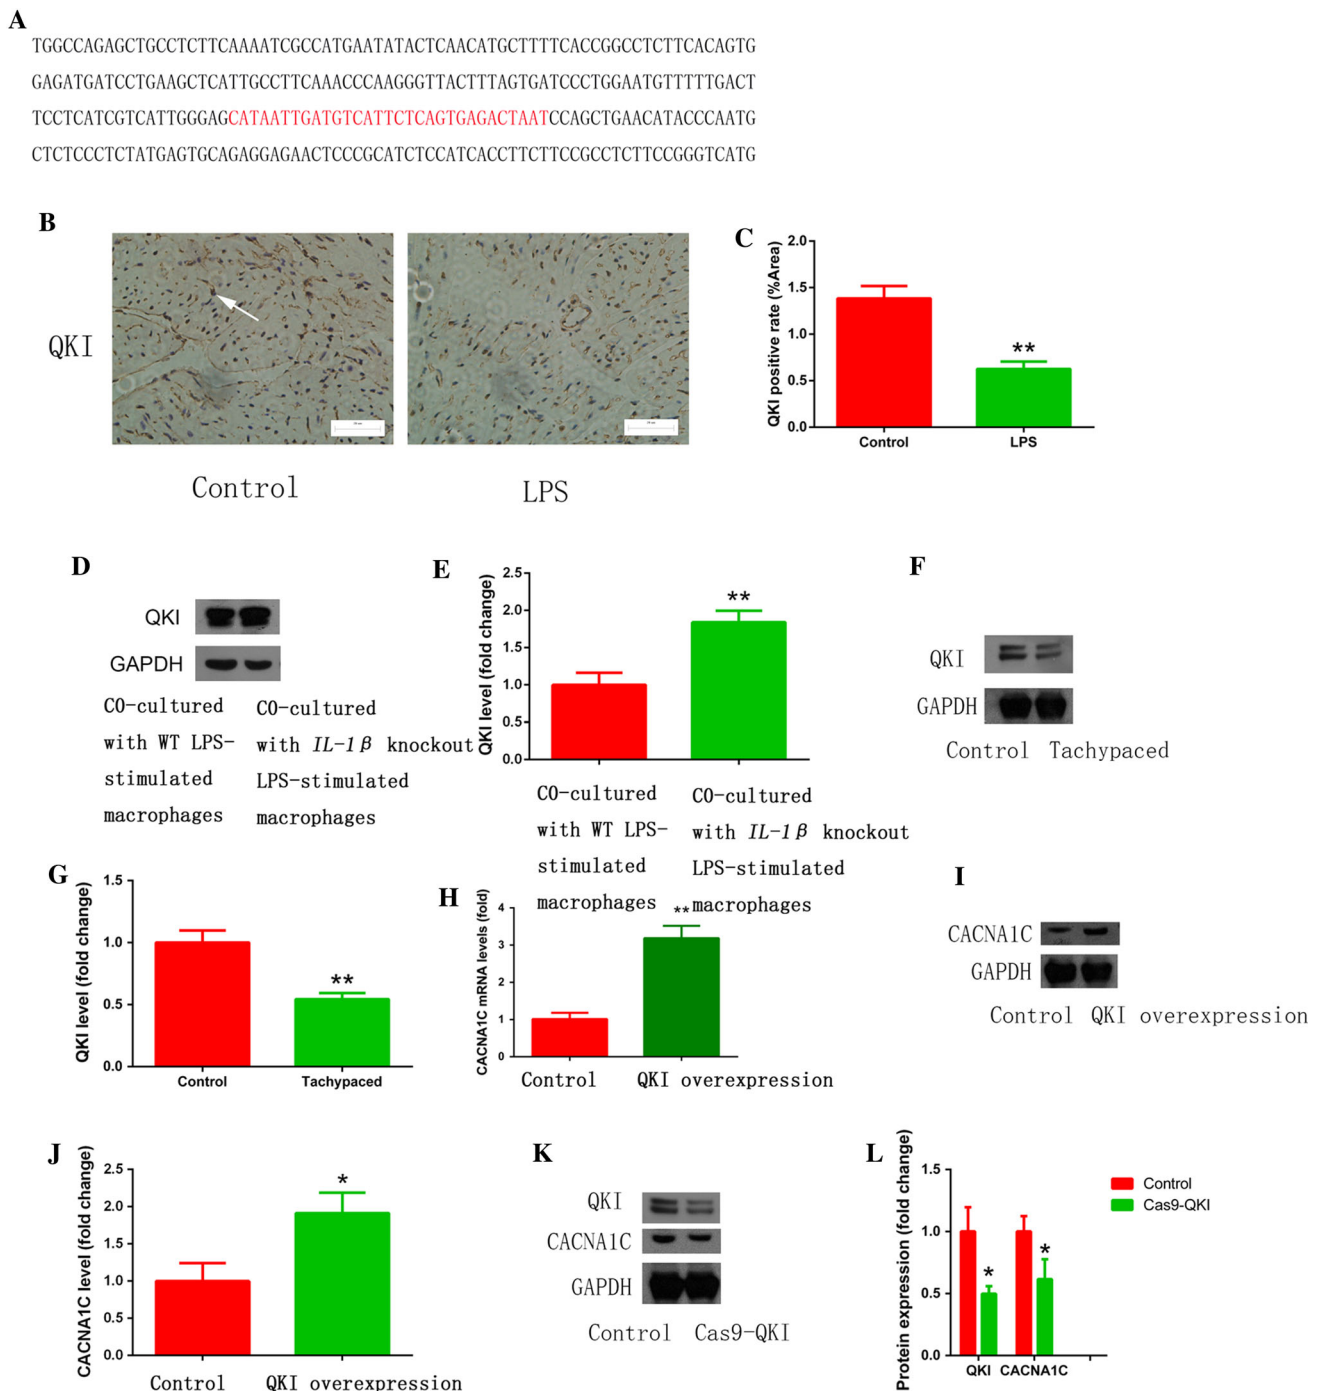 A
TGGCCAGAGCTGCCTCTTCAAAATCGCCATGAATATACTCAACATGCTTTTCACCGGCCTCTTCACAGTG
GAGATGATCCTGAAGCTCATTGCCTTCAAACCCAAGGGTTACTTTAGTGATCCCTGGAATGTTTTTGACT
TCCTCATCGTCATTGGGAGCATAATTGATGTCATTCTCAGTGAGACTAATCCAGCTGAACATACCCAATG
CTCTCCCTCTATGAGTGCAGAGGAGAACTCCCGCATCTCCATCACCTTCTTCCGCCTCTTCCGGGTCATG
B
QKI
Control
LPS
C
QKI positive rate (%Area)
2.0
1.5
1.0
0.5
0.0
**
Control
LPS
D
QKI
GAPDH
CO-cultured
with WT LPS-
stimulated
macrophages
CO-cultured
with IL-1β knockout
LPS-stimulated
macrophages
E
QKI level (fold change)
2.5
2.0
1.5
1.0
0.5
0.0
**
CO-cultured
with WT LPS-
stimulated
macrophages
CO-cultured
with IL-1β knockout
LPS-stimulated
macrophages
F
QKI
GAPDH
Control Tachypaced
G
QKI level (fold change)
1.5
1.0
0.5
0.0
**
Control
Tachypaced
H
CACNA1C mRNA levels (fold)
4
3
2
1
0
**
Control
QKI overexpression
I
CACNA1C
GAPDH
Control QKI overexpression
J
CACNA1C level (fold change)
2.5
2.0
1.5
1.0
0.5
0.0
*
Control
QKI overexpression
K
QKI
CACNA1C
GAPDH
Control Cas9-QKI
L
Protein expression (fold change)
1.5
1.0
0.5
0.0
*
*
QKI CACNA1C
Control
Cas9-QKI